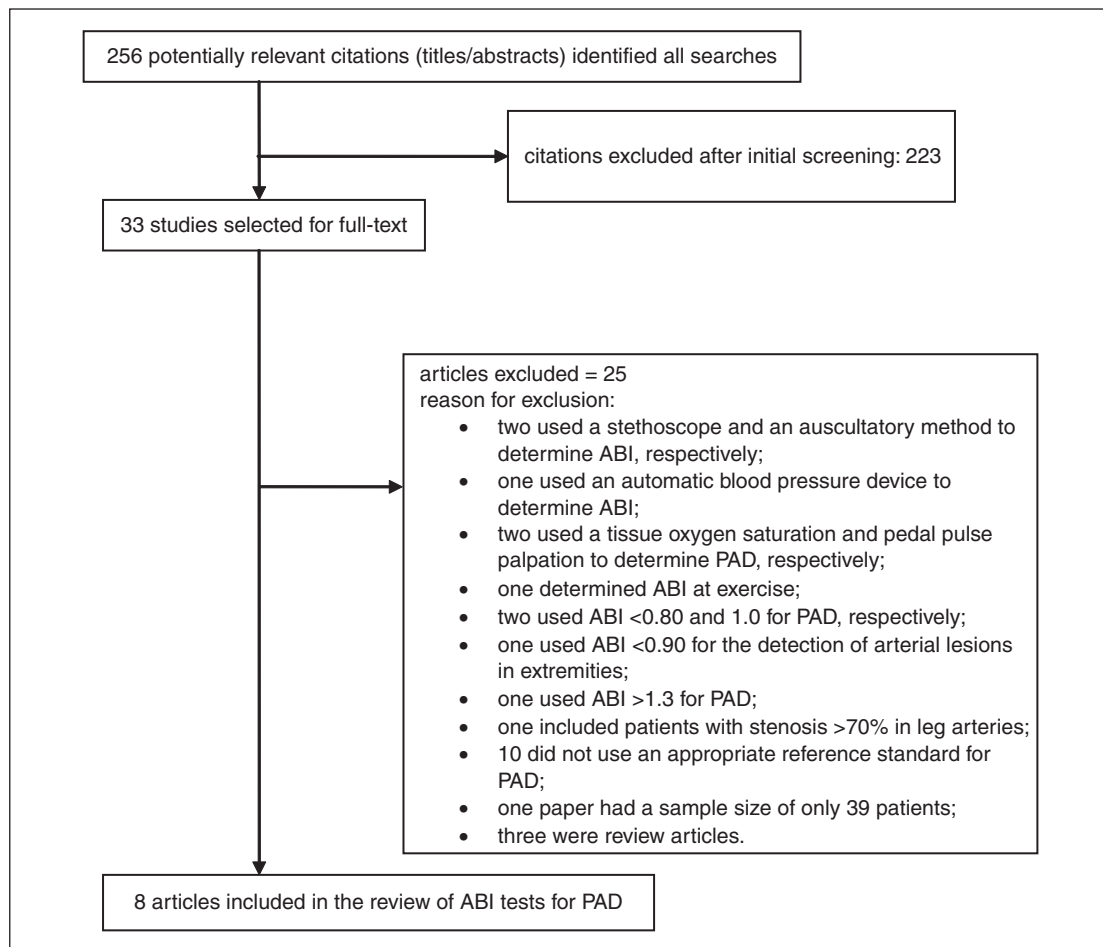 256 potentially relevant citations (titles/abstracts) identified all searches
citations excluded after initial screening: 223
33 studies selected for full-text
articles excluded = 25
reason for exclusion:
• two used a stethoscope and an auscultatory method to
determine ABI, respectively;
• one used an automatic blood pressure device to
determine ABI;
• two used a tissue oxygen saturation and pedal pulse
palpation to determine PAD, respectively;
• one determined ABI at exercise;
• two used ABI <0.80 and 1.0 for PAD, respectively;
• one used ABI <0.90 for the detection of arterial lesions
in extremities;
• one used ABI >1.3 for PAD;
• one included patients with stenosis >70% in leg arteries;
• 10 did not use an appropriate reference standard for
PAD;
• one paper had a sample size of only 39 patients;
• three were review articles.
8 articles included in the review of ABI tests for PAD